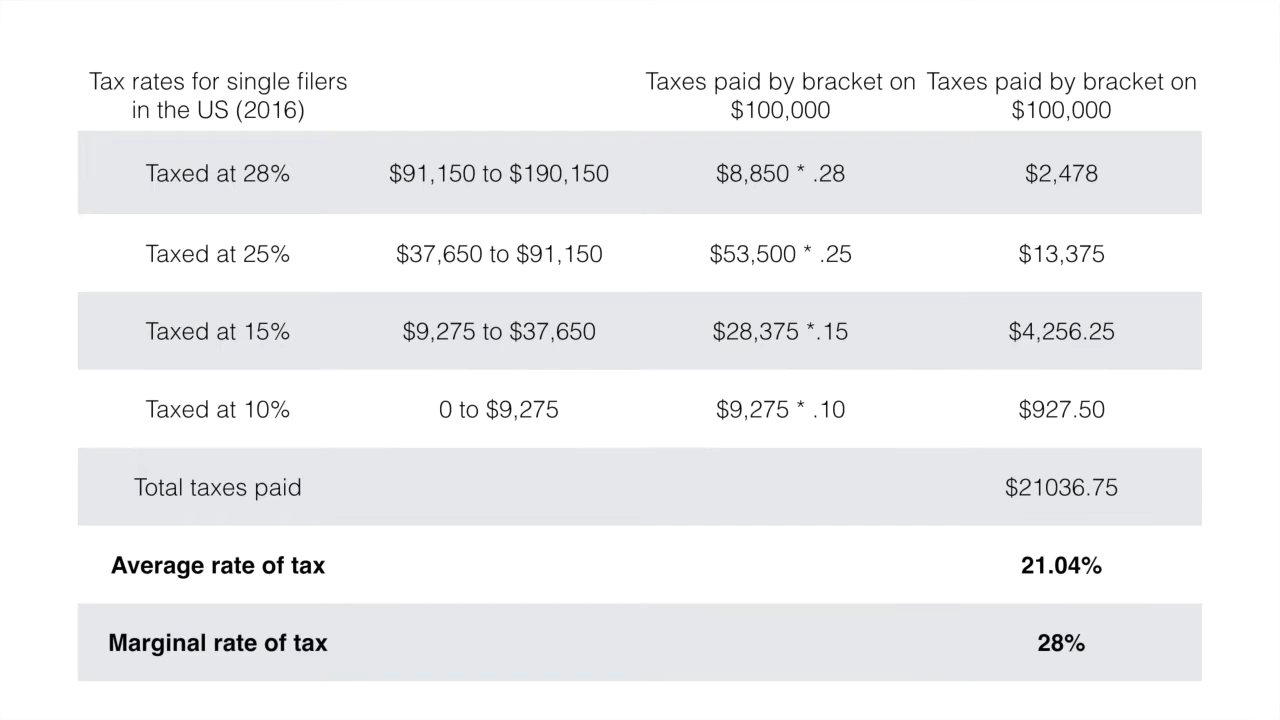 Tax rates for single filers
in the US (2016)
Taxes paid by bracket on
$100,000
Taxes paid by bracket on
$100,000
Taxed at 28% $91,150 to $190,150 $8,850 * .28 $2,478
Taxed at 25% $37,650 to $91,150 $53,500 * .25 $13,375
Taxed at 15% $9,275 to $37,650 $28,375 *.15 $4,256.25
Taxed at 10% 0 to $9,275 $9,275 * .10 $927.50
Total taxes paid $21036.75
Average rate of tax 21.04%
Marginal rate of tax 28%